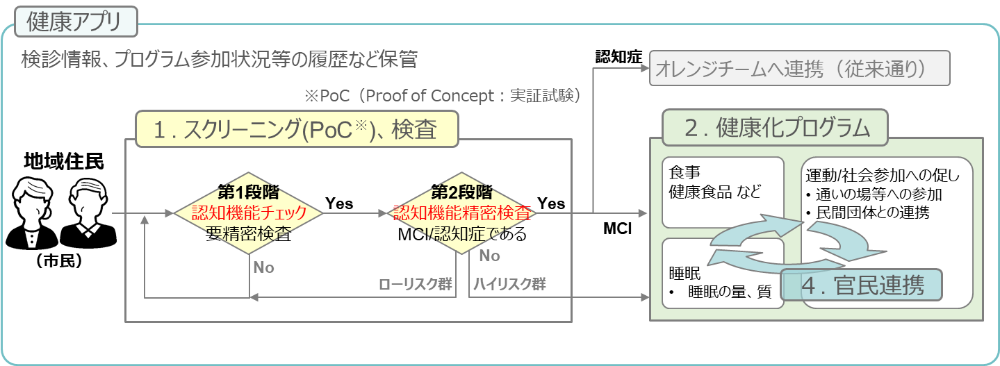 健康アプリ
検診情報、プログラム参加状況等の履歴など保管
※PoC（Proof of Concept：実証試験）
認知症
オレンジチームへ連携（従来通り）
１. スクリーニング(PoC※)、検査
２. 健康化プログラム
地域住民
（市民）
第1段階
認知機能チェック
要精密検査
Yes
No
第2段階
認知機能精密検査
MCI/認知症である
Yes
No
MCI
ローリスク群
ハイリスク群
食事
健康食品 など
運動/社会参加への促し
• 通いの場等への参加
• 民間団体との連携
睡眠
• 睡眠の量、質
４. 官民連携